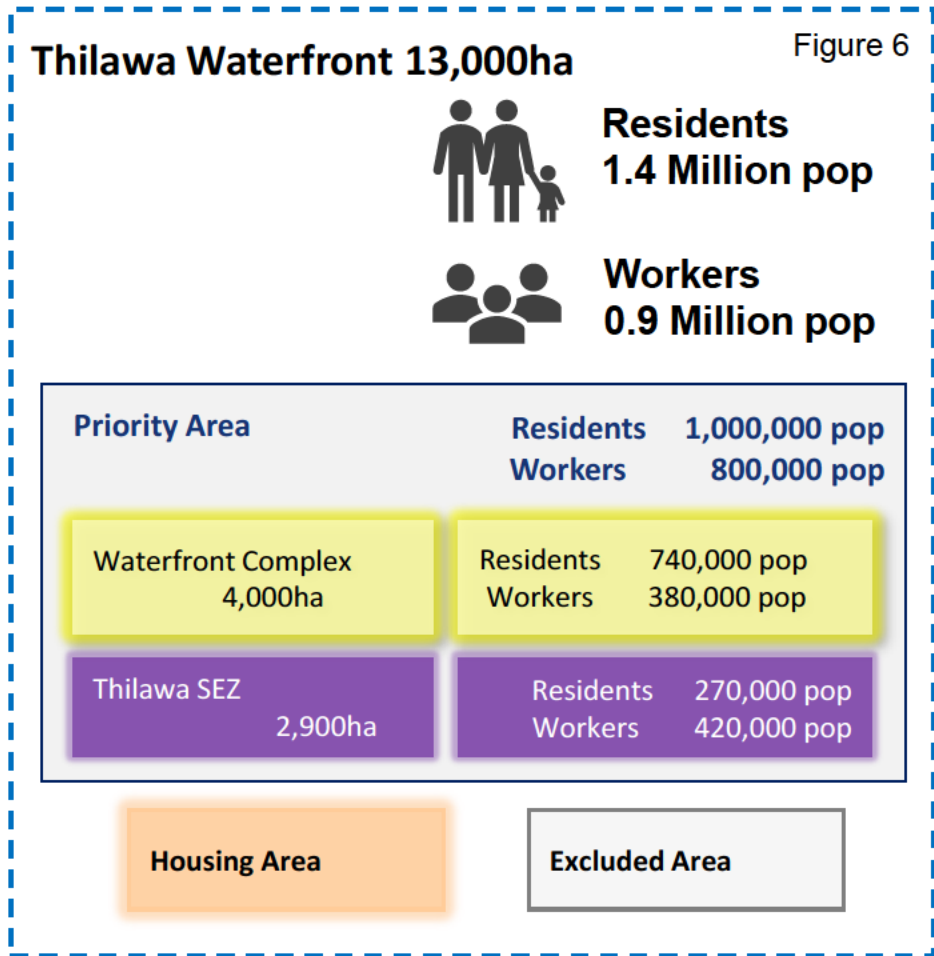 Figure 6
Thilawa Waterfront 13,000ha
Residents
1.4 Million pop
Workers
0.9 Million pop
Priority Area
Residents 1,000,000 pop
Workers 800,000 pop
Waterfront Complex
4,000ha
Residents 740,000 pop
Workers 380,000 pop
Thilawa SEZ
2,900ha
Residents 270,000 pop
Workers 420,000 pop
Housing Area
Excluded Area